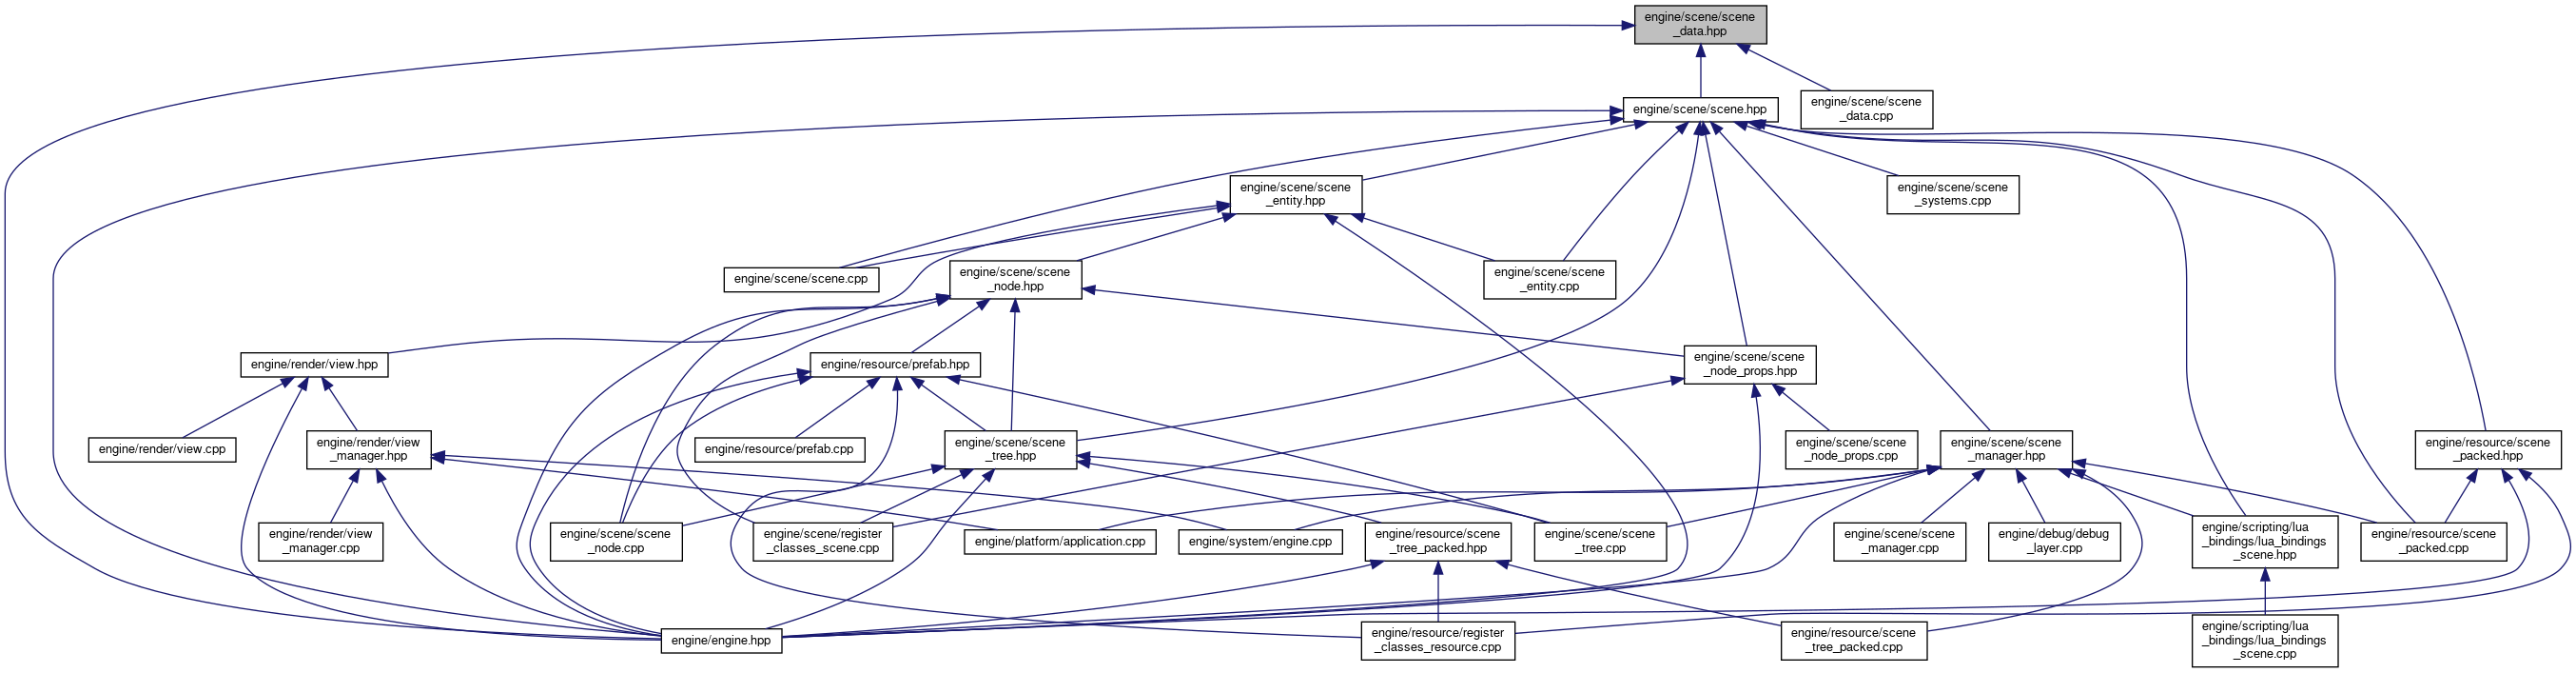 engine/scene/scene
_data.hpp
engine/scene/scene.hpp
engine/scene/scene
_data.cpp
engine/scene/scene
_entity.hpp
engine/scene/scene
_systems.cpp
engine/scene/scene.cpp
engine/scene/scene
_node.hpp
engine/scene/scene
_entity.cpp
engine/render/view.hpp
engine/resource/prefab.hpp
engine/scene/scene
_node_props.hpp
engine/render/view.cpp
engine/render/view
_manager.hpp
engine/resource/prefab.cpp
engine/scene/scene
_tree.hpp
engine/scene/scene
_node_props.cpp
engine/scene/scene
_manager.hpp
engine/resource/scene
_packed.hpp
engine/render/view
_manager.cpp
engine/scene/scene
_node.cpp
engine/scene/register
_classes_scene.cpp
engine/platform/application.cpp
engine/system/engine.cpp
engine/resource/scene
_tree_packed.hpp
engine/scene/scene
_tree.cpp
engine/scene/scene
_manager.cpp
engine/debug/debug
_layer.cpp
engine/scripting/lua
_bindings/lua_bindings
_scene.hpp
engine/resource/scene
_packed.cpp
engine/engine.hpp
engine/resource/register
_classes_resource.cpp
engine/resource/scene
_tree_packed.cpp
engine/scripting/lua
_bindings/lua_bindings
_scene.cpp